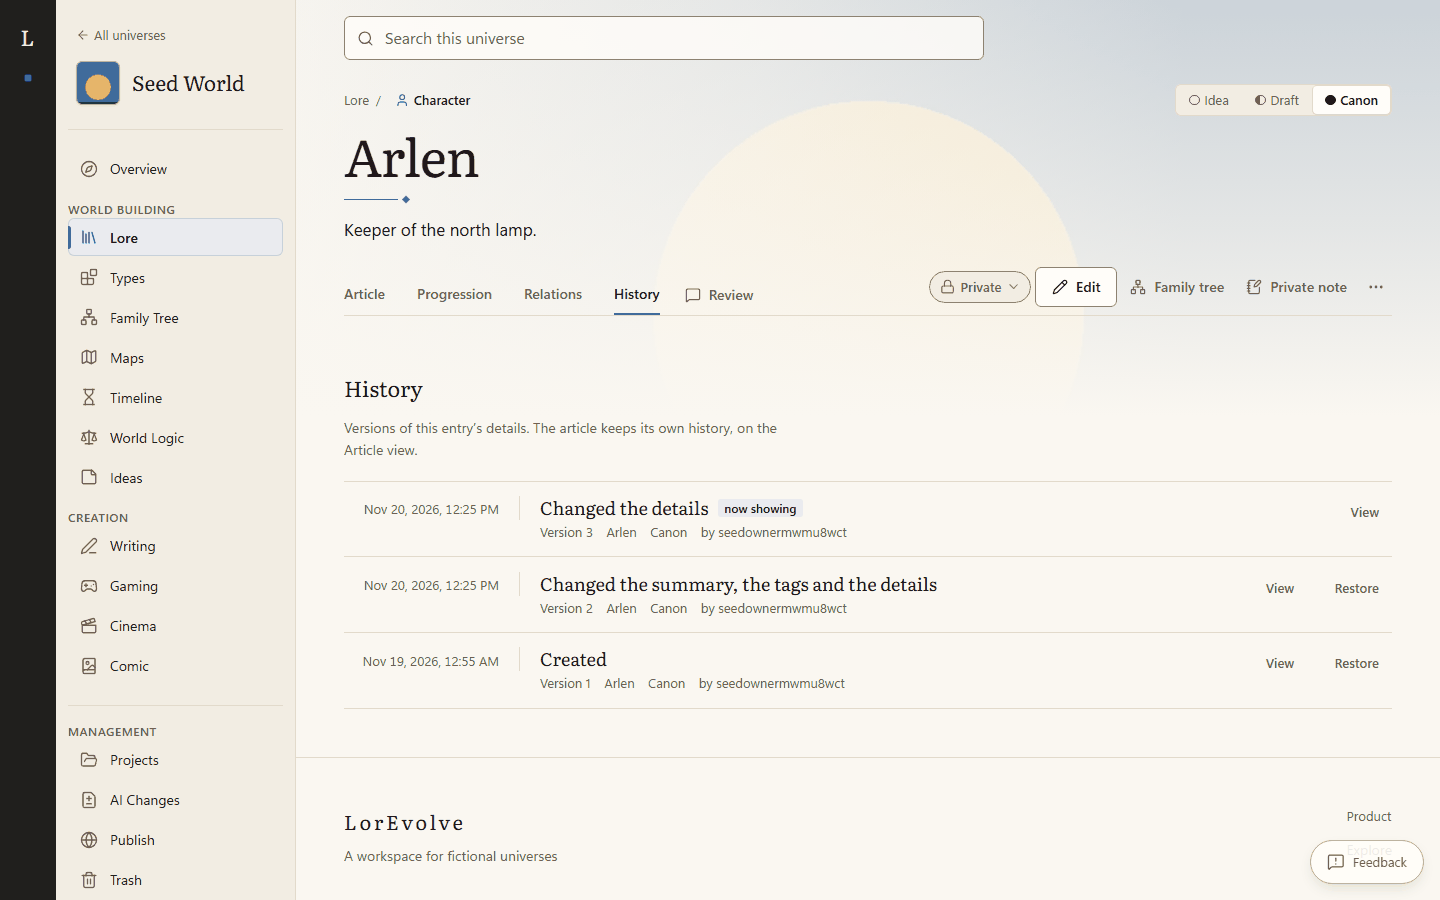 L
All universes
Seed World
Overview
WORLD BUILDING
Lore
Types
Family Tree
Maps
Timeline
World Logic
Ideas
CREATION
Writing
Gaming
Cinema
Comic
MANAGEMENT
Projects
AI Changes
Publish
Trash
Search this universe
Lore / Character
Idea Draft Canon
Arlen
Keeper of the north lamp.
Article Progression Relations History Review
Private Edit Family tree Private note
History
Versions of this entry’s details. The article keeps its own history, on the
Article view.
Nov 20, 2026, 12:25 PM Changed the details now showing View
Version 3 Arlen Canon by seedownermwmu8wct
Nov 20, 2026, 12:25 PM Changed the summary, the tags and the details View Restore
Version 2 Arlen Canon by seedownermwmu8wct
Nov 19, 2026, 12:55 AM Created View Restore
Version 1 Arlen Canon by seedownermwmu8wct
LorEvolve
A workspace for fictional universes
Product
Explore
Feedback